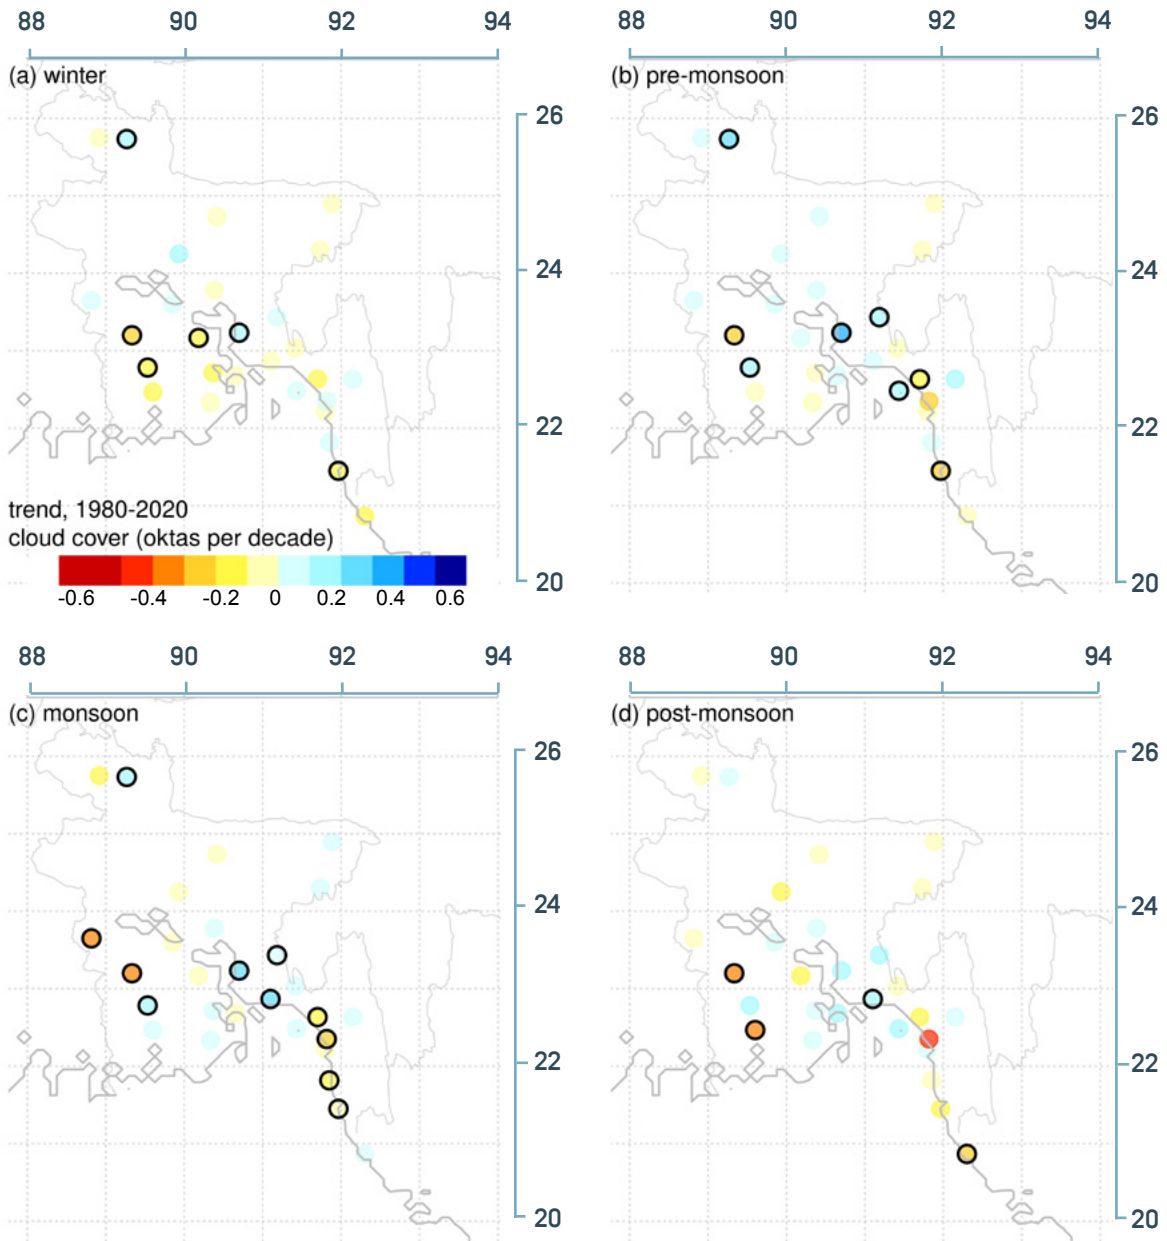 88 90 92 94
88 90 92 94
(a) winter
(b) pre-monsoon
26
26
24
24
22
22
trend, 1980-2020
cloud cover (oktas per decade)
-0.6 -0.4 -0.2 0 0.2 0.4 0.6
20
20
88 90 92 94
88 90 92 94
(c) monsoon
(d) post-monsoon
26
26
24
24
22
22
20
20